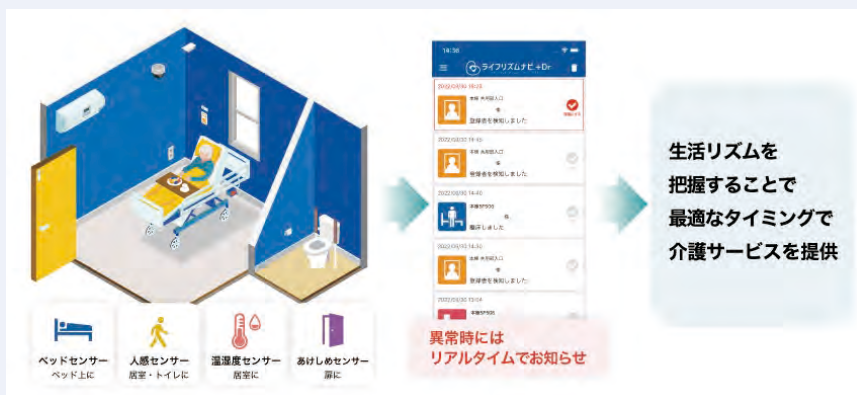 ベッドセンサー
ベッド上に
人感センサー
居室・トイレに
温湿度センサー
居室に
あけしめセンサー
扉に
ライフリズムナビ+Dr
登録者を検知しました
登録者を検知しました
離床しました
登録者を検知しました
異常時には
リアルタイムでお知らせ
生活リズムを
把握することで
最適なタイミングで
介護サービスを提供